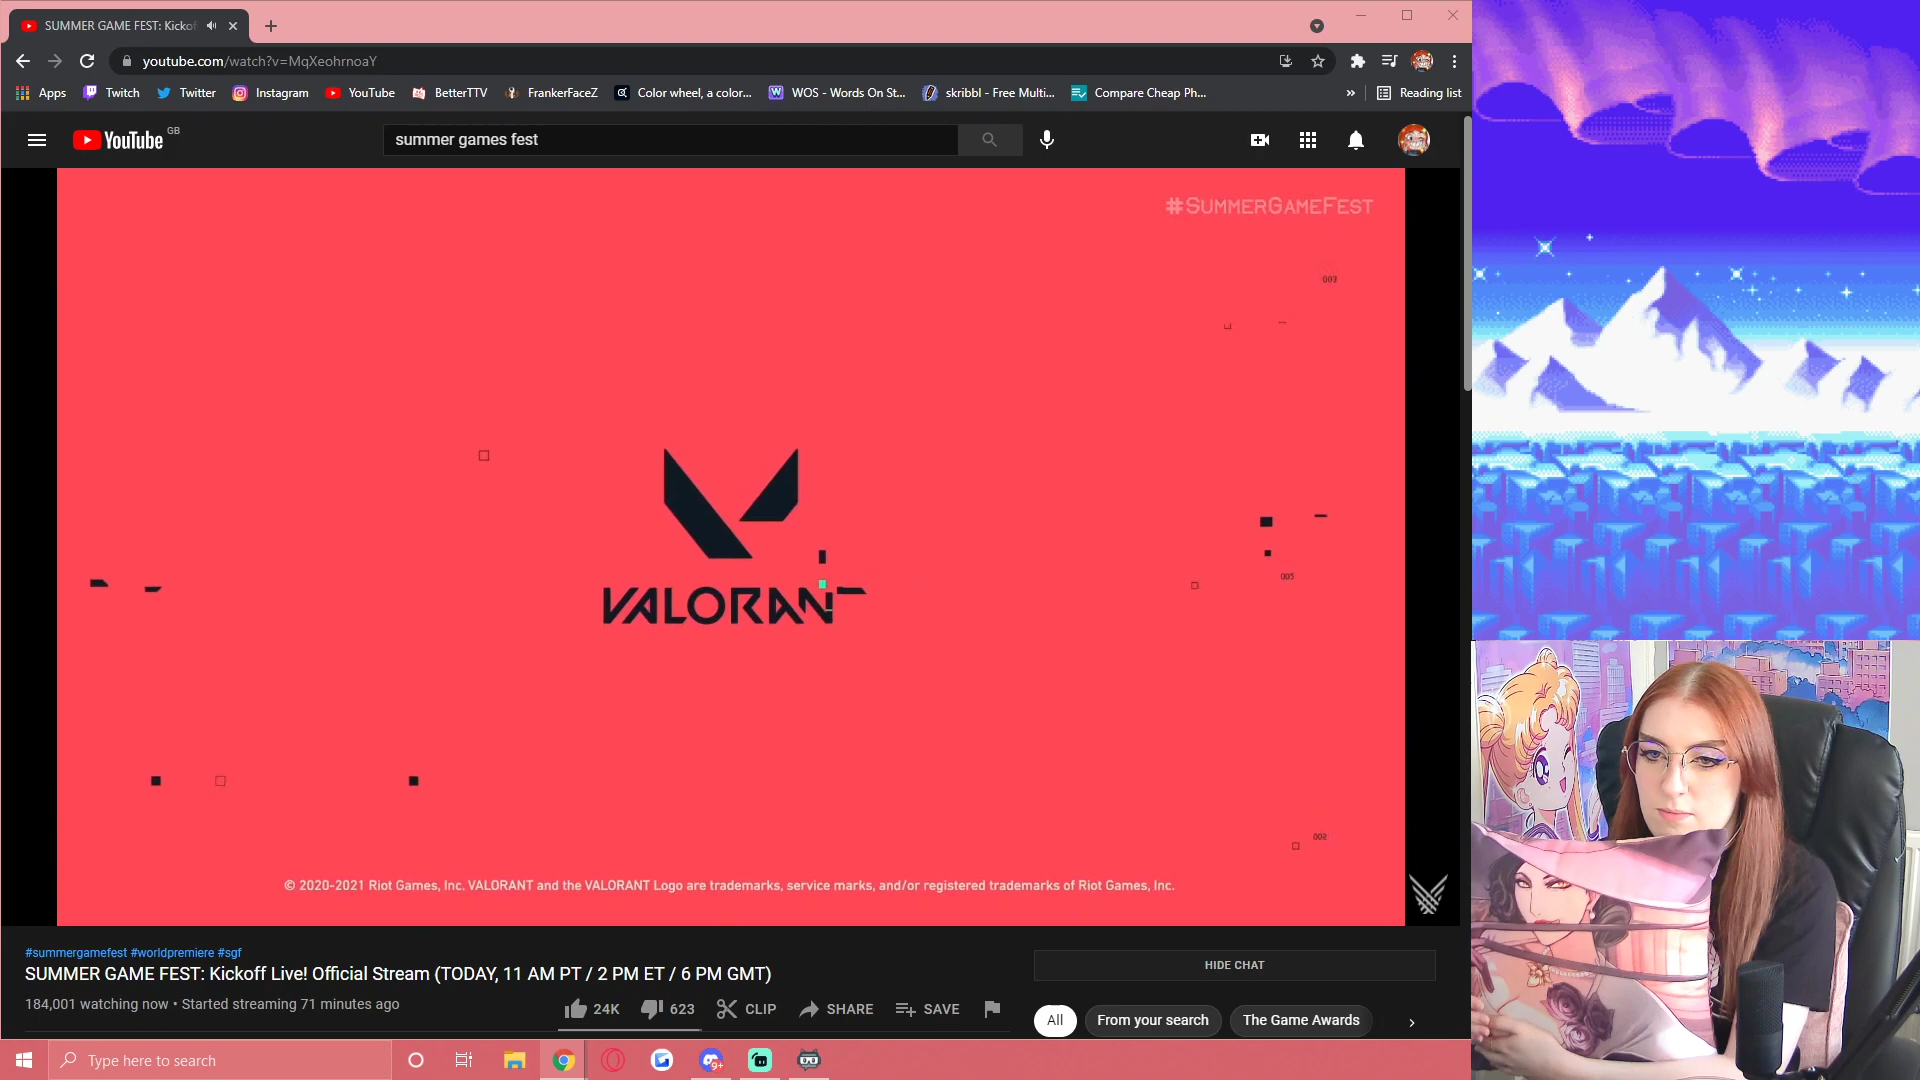 SUMMER GAME FEST: Kickof
youtube.com/watch?v=MqXeohrnoaY
Apps
Twitch
Twitter
Instagram
YouTube
BetterTTV
FrankerFaceZ
Color wheel, a color...
WOS - Words On St...
skribbl - Free Multi...
Compare Cheap Ph...
»
Reading list
YouTube GB
summer games fest
#SUMMERGAMEFEST
VALORAN
© 2020-2021 Riot Games, Inc. VALORANT and the VALORANT Logo are trademarks, service marks, and/or registered trademarks of Riot Games, Inc.
#summergamefest #worldpremiere #sgf
SUMMER GAME FEST: Kickoff Live! Official Stream (TODAY, 11 AM PT / 2 PM ET / 6 PM GMT)
184,001 watching now • Started streaming 71 minutes ago
24K
623
CLIP
SHARE
SAVE
HIDE CHAT
All
From your search
The Game Awards
Type here to search
9+